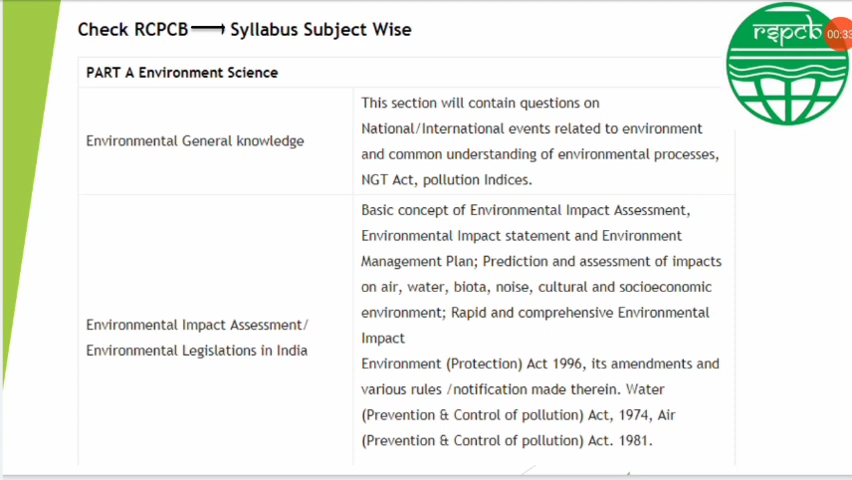 Check RCPCB ⟶ Syllabus Subject Wise
rspcb
00:33
PART A Environment Science
Environmental General knowledge
This section will contain questions on
National/International events related to environment
and common understanding of environmental processes,
NGT Act, pollution Indices.
Environmental Impact Assessment/
Environmental Legislations in India
Basic concept of Environmental Impact Assessment,
Environmental Impact statement and Environment
Management Plan; Prediction and assessment of impacts
on air, water, biota, noise, cultural and socioeconomic
environment; Rapid and comprehensive Environmental
Impact
Environment (Protection) Act 1996, its amendments and
various rules /notification made therein. Water
(Prevention & Control of pollution) Act, 1974, Air
(Prevention & Control of pollution) Act. 1981.